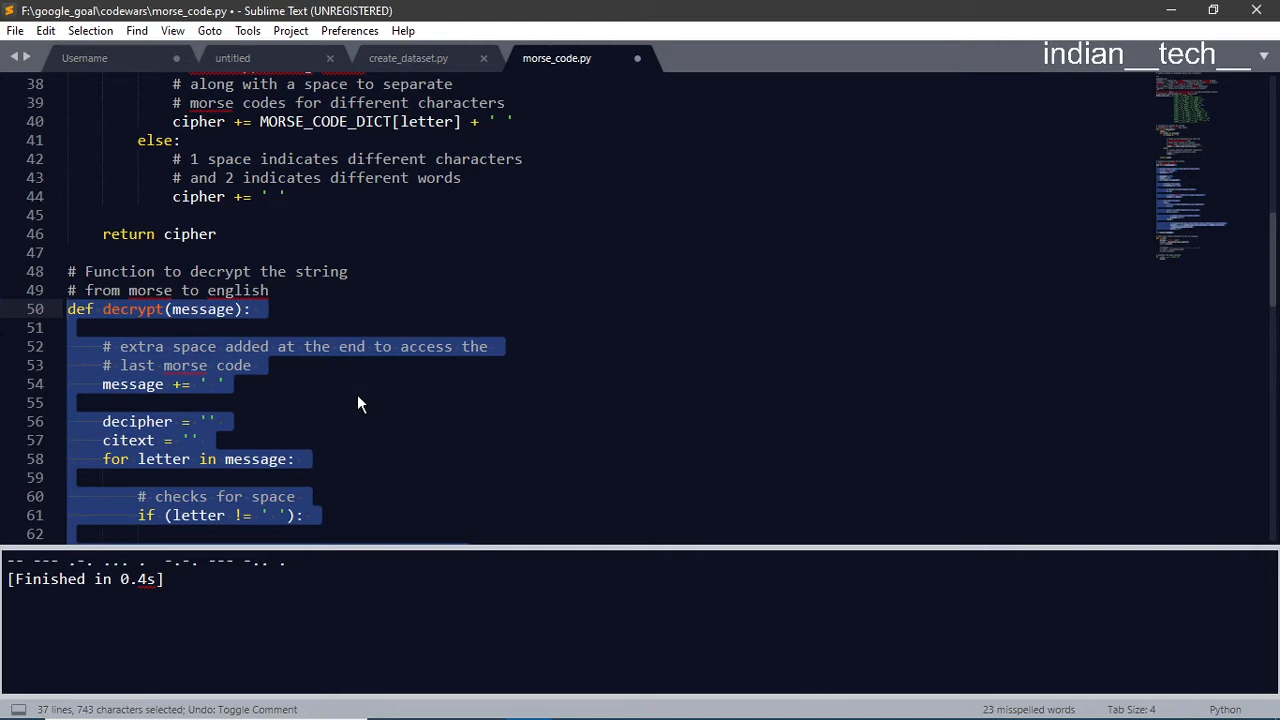 F:\google_goal\codewars\morse_code.py • - Sublime Text (UNREGISTERED)
File Edit Selection Find View Goto Tools Project Preferences Help
Username untitled create_dataset.py morse_code.py indian__tech__
38 # along with a space to separate
39 # morse codes for different characters
40 cipher += MORSE_CODE_DICT[letter] + ' '
41 else:
42 # 1 space indicates different characters
43 # and 2 indicates different words
44 cipher += ' '
45
46 return cipher
47
48 # Function to decrypt the string
49 # from morse to english
50 def decrypt(message):
51
52 # extra space added at the end to access the
53 # last morse code
54 message += ' '
55
56 decipher = ''
57 citext = ''
58 for letter in message:
59
60 # checks for space
61 if (letter != ' '):
62
-- --- .-. ... .  -.-. --- -.. .
[Finished in 0.4s]
37 lines, 743 characters selected; Undo: Toggle Comment 23 misspelled words Tab Size: 4 Python